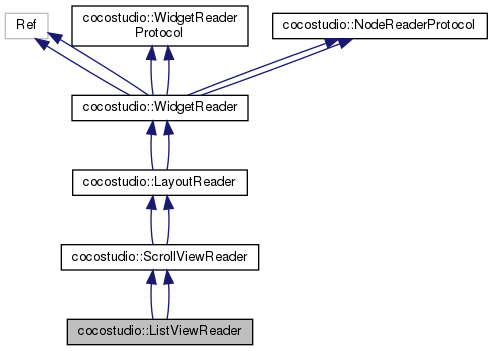 Ref
cocostudio::WidgetReader
Protocol
cocostudio::NodeReaderProtocol
cocostudio::WidgetReader
cocostudio::LayoutReader
cocostudio::ScrollViewReader
cocostudio::ListViewReader